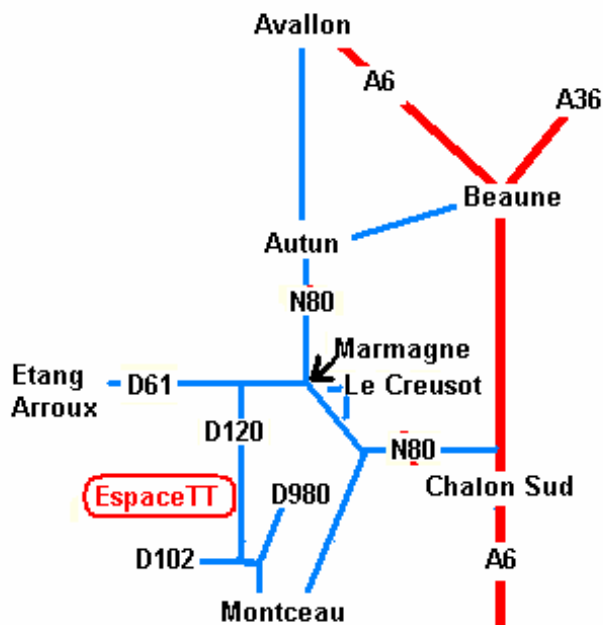 Avallon
A6
A36
Beaune
Autun
N80
Marmagne
Etang
Arroux
D61
Le Creusot
D120
N80
EspaceTT
D980
Chalon Sud
D102
A6
Montceau